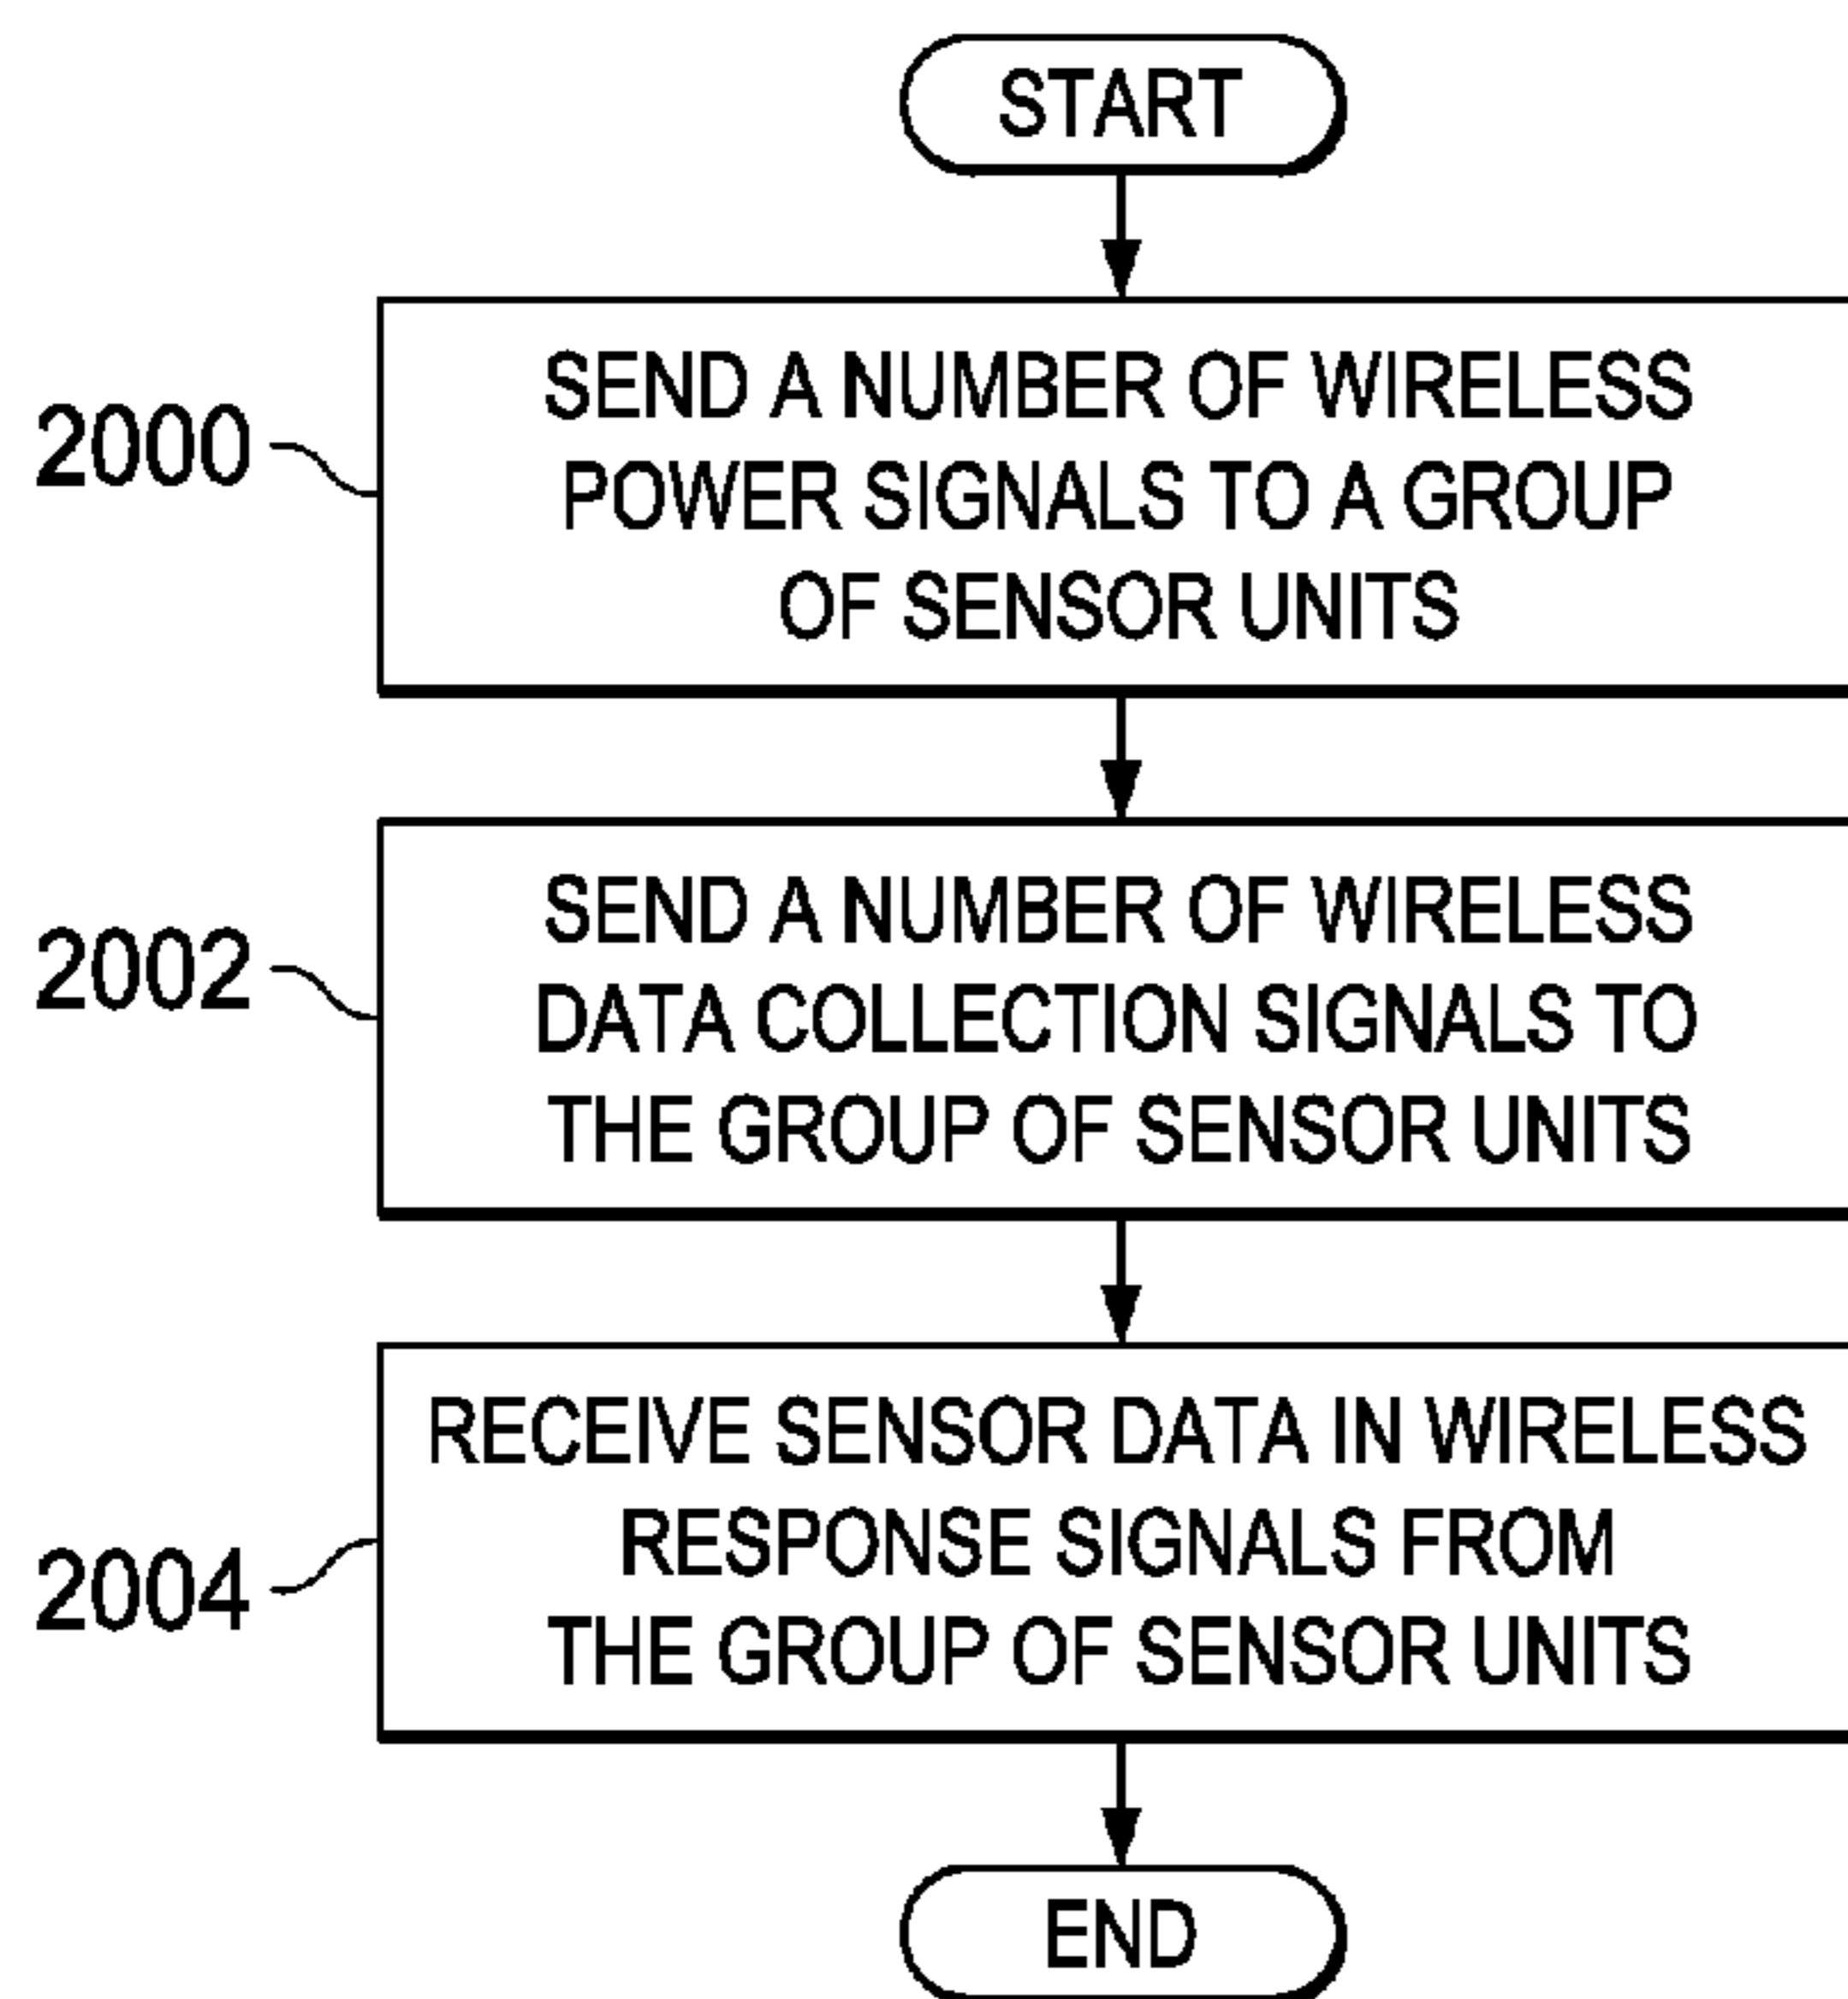 START
2000
SEND A NUMBER OF WIRELESS
POWER SIGNALS TO A GROUP
OF SENSOR UNITS
2002
SEND A NUMBER OF WIRELESS
DATA COLLECTION SIGNALS TO
THE GROUP OF SENSOR UNITS
2004
RECEIVE SENSOR DATA IN WIRELESS
RESPONSE SIGNALS FROM
THE GROUP OF SENSOR UNITS
END